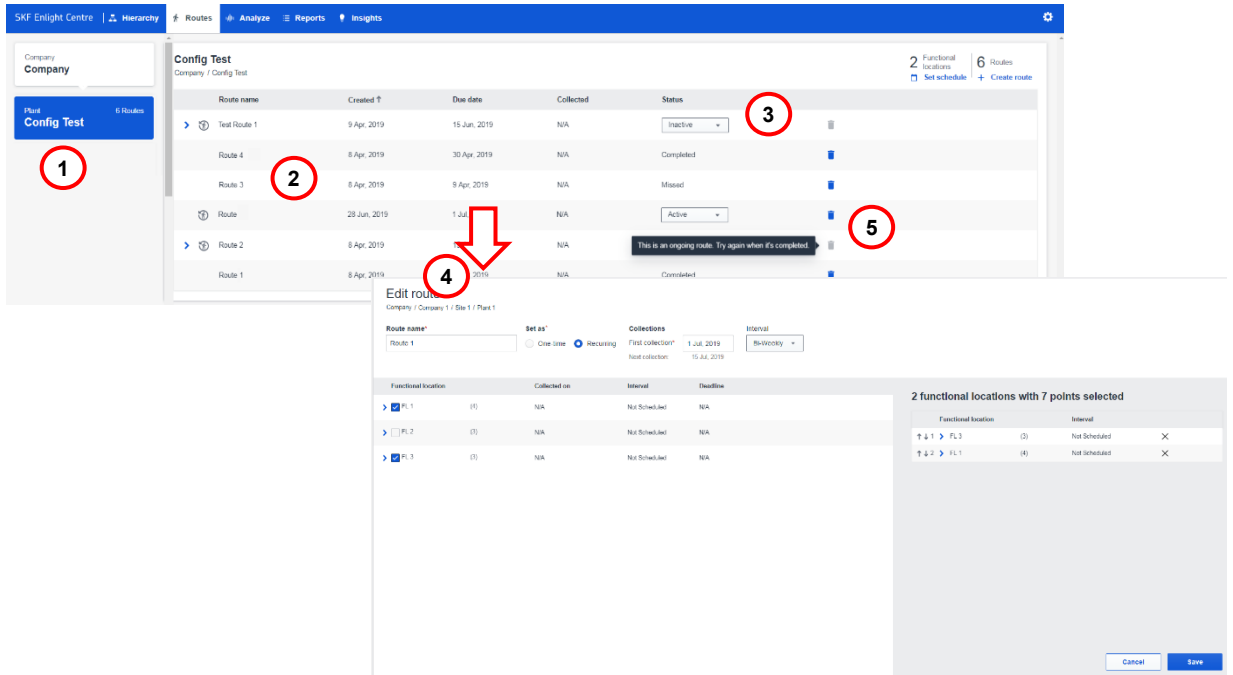 SKF Enlight Centre | Hierarchy Routes Analyze Reports Insights
Company
Company
Plant 6 Routes
Config Test
1
Config Test
Company / Config Test
2 Functional locations 6 Routes
Set schedule + Create route
Route name Created ↑ Due date Collected Status
3
Test Route 1 9 Apr, 2019 15 Jun, 2019 N/A Inactive
Route 4 8 Apr, 2019 30 Apr, 2019 N/A Completed
2
Route 3 8 Apr, 2019 9 Apr, 2019 N/A Missed
Route 28 Jun, 2019 1 Jul, N/A Active
5
Route 2 8 Apr, 2019 N/A This is an ongoing route. Try again when it's completed.
Route 1 8 Apr, 2019 2019 N/A Completed
4
Edit route
Company / Company 1 / Site 1 / Plant 1
Route name* Set as* Collections Interval
Route 1 One-time Recurring First collection* 1 Jul, 2019 Bi-Weekly
Next collection 15 Jul, 2019
Functional location Collected on Interval Deadline
FL 1 (4) N/A Not Scheduled N/A
FL 2 (3) N/A Not Scheduled N/A
FL 3 (3) N/A Not Scheduled N/A
2 functional locations with 7 points selected
Functional location Interval
↑↓ 1 FL 3 (3) Not Scheduled ×
↑↓ 2 FL 1 (4) Not Scheduled ×
Cancel Save